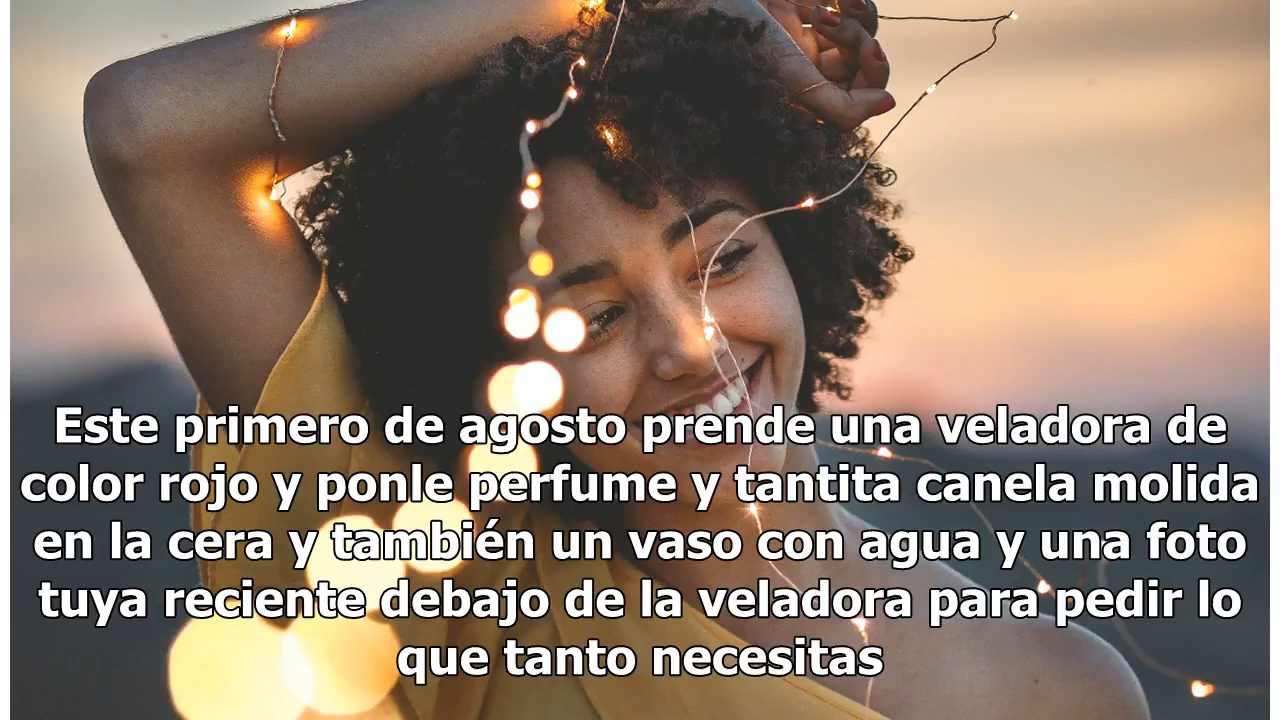 Este primero de agosto prende una veladora de
color rojo y ponle perfume y tantita canela molida
en la cera y también un vaso con agua y una foto
tuya reciente debajo de la veladora para pedir lo
que tanto necesitas